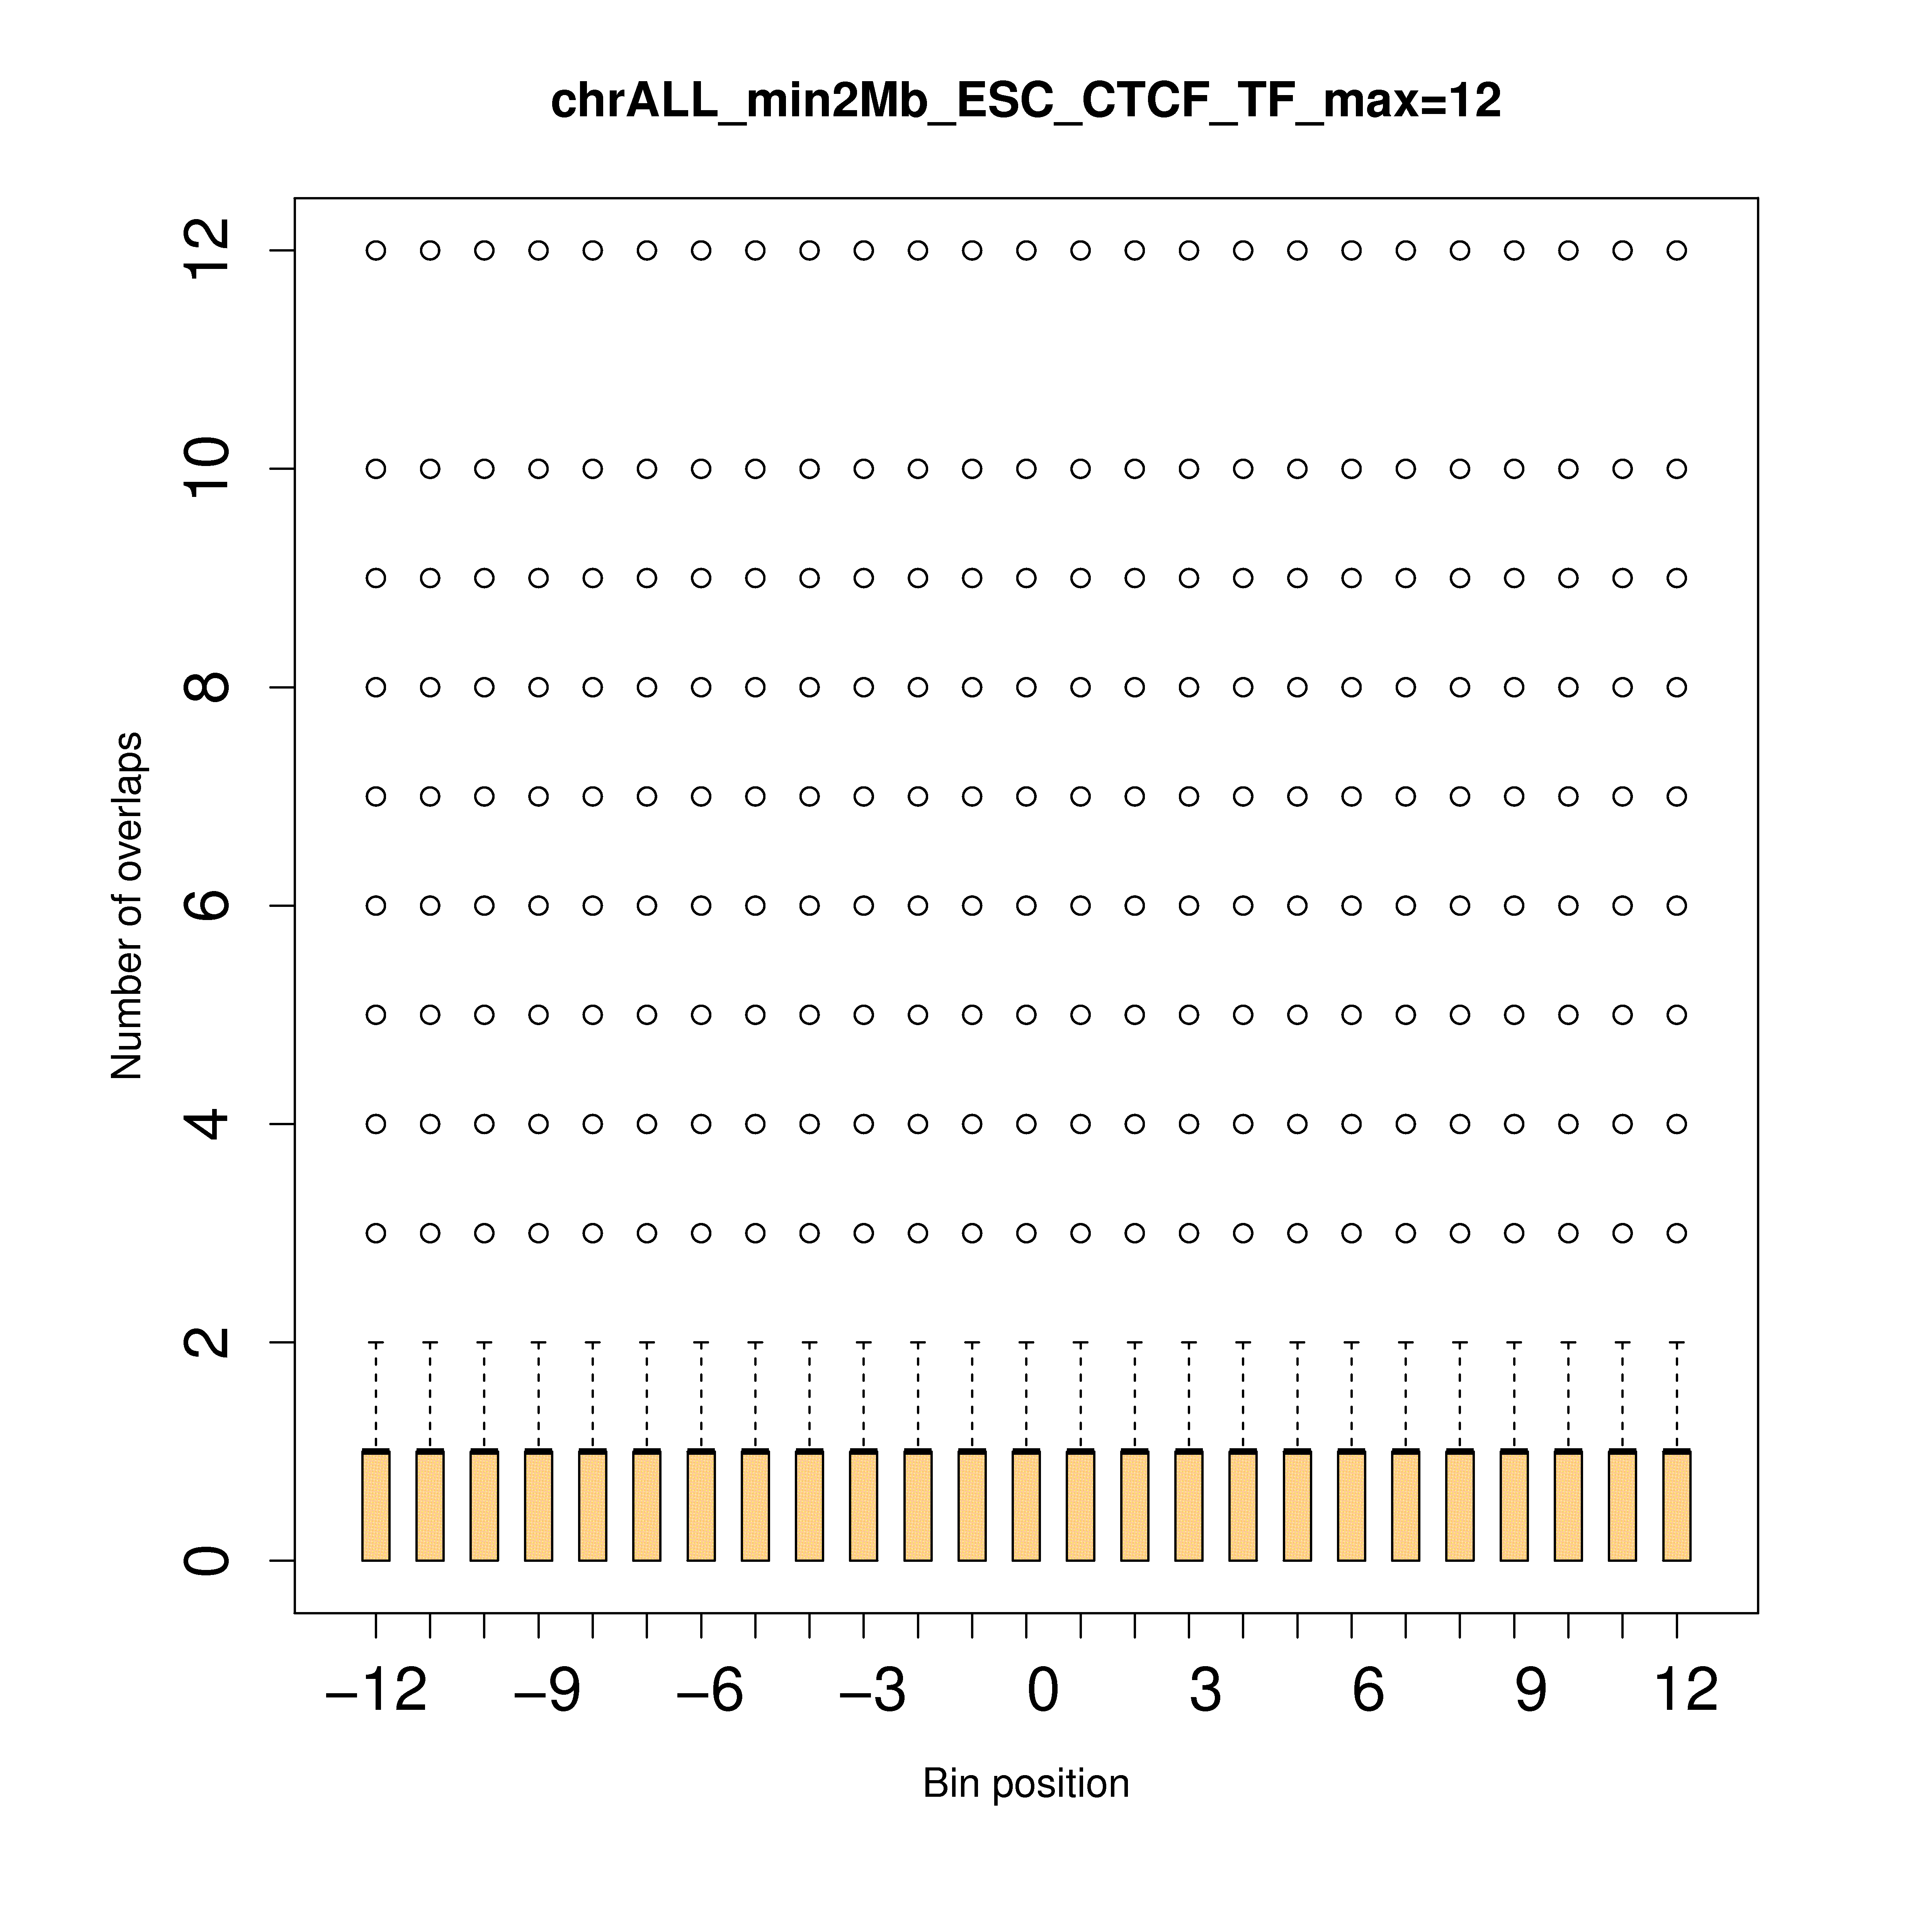 chrALL_min2Mb_ESC_CTCF_TF_max=12
12
10
8
6
4
2
0
Number of overlaps
−12 −9 −6 −3 0 3 6 9 12
Bin position